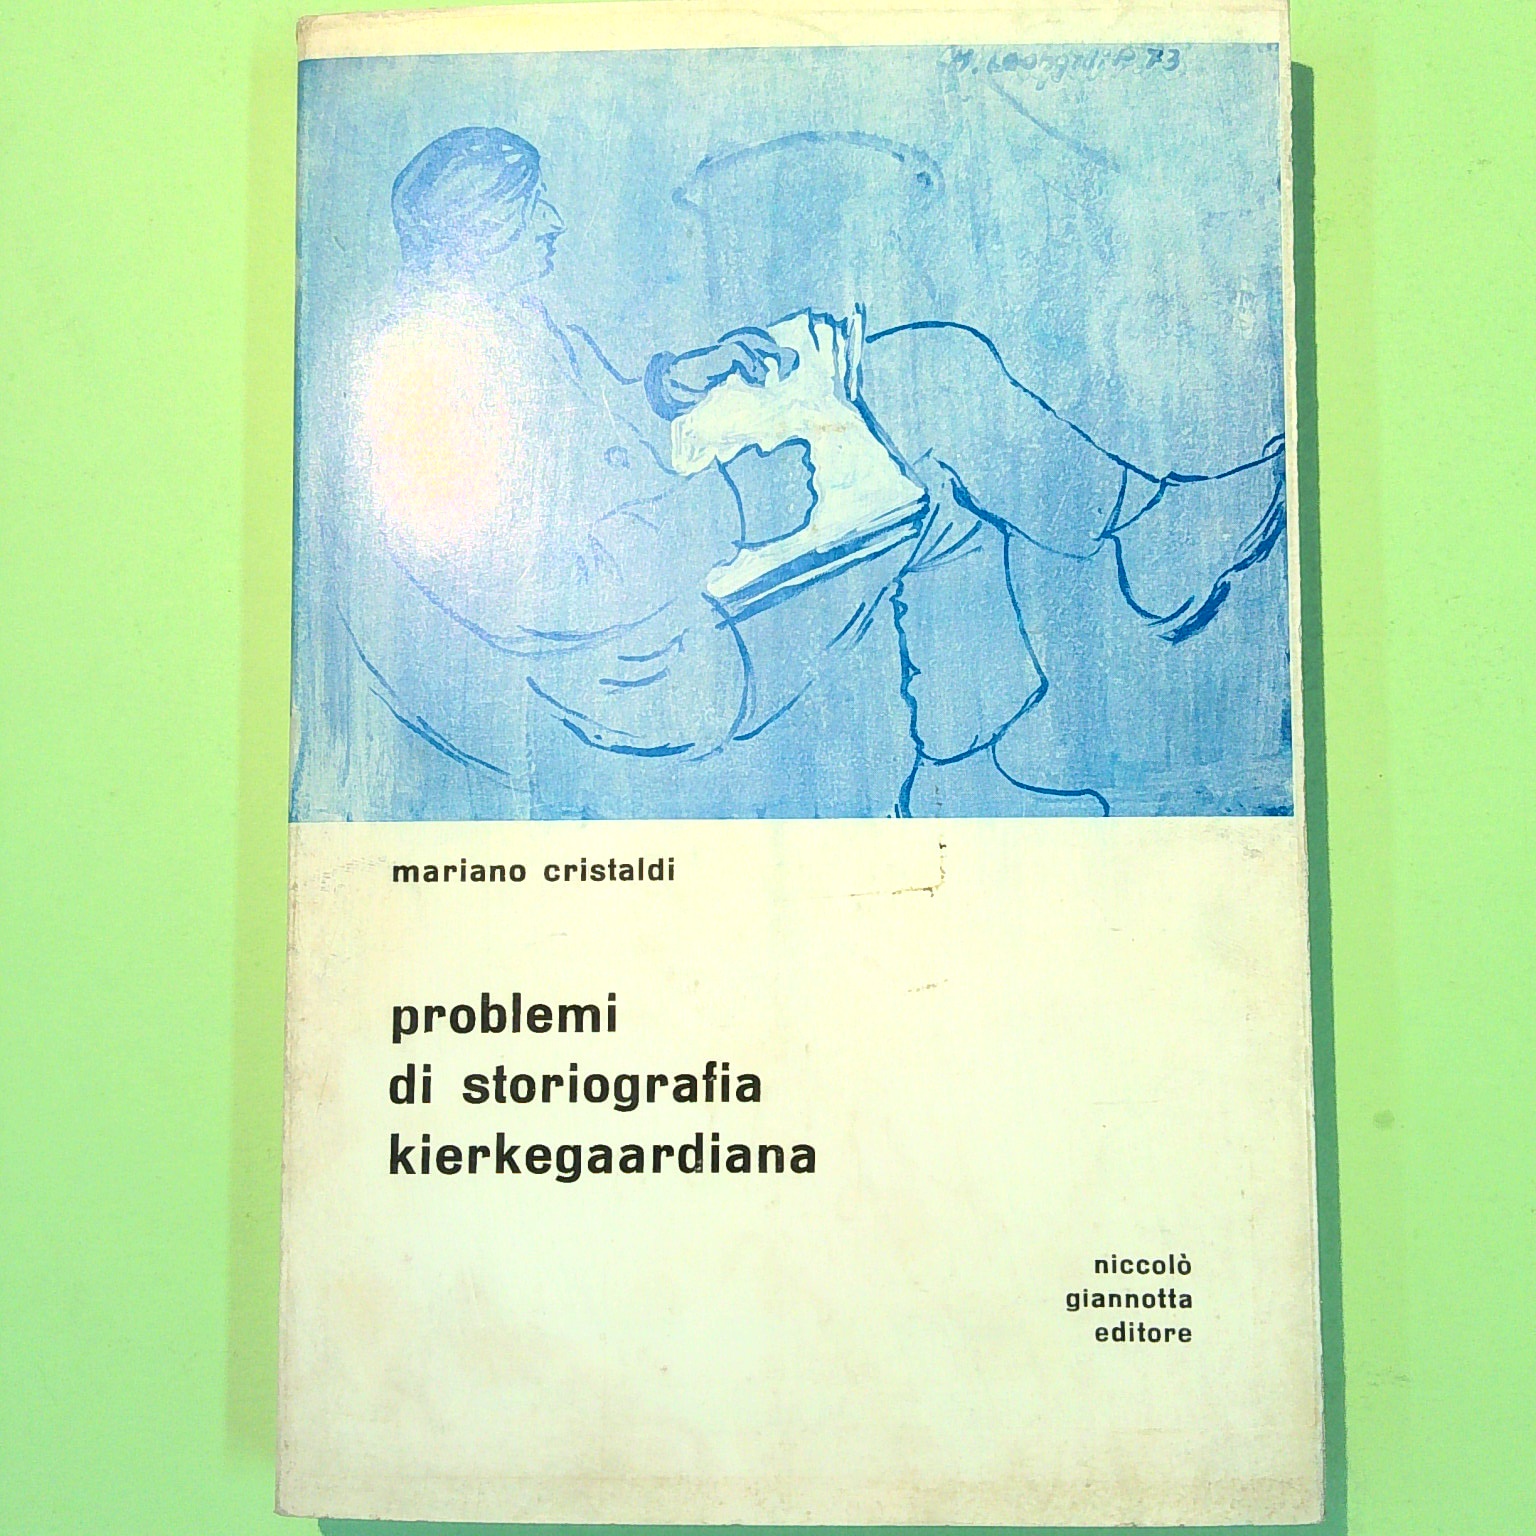 mariano cristaldi
problemi
di storiografia
kierkegaardiana
niccolò
giannotta
editore